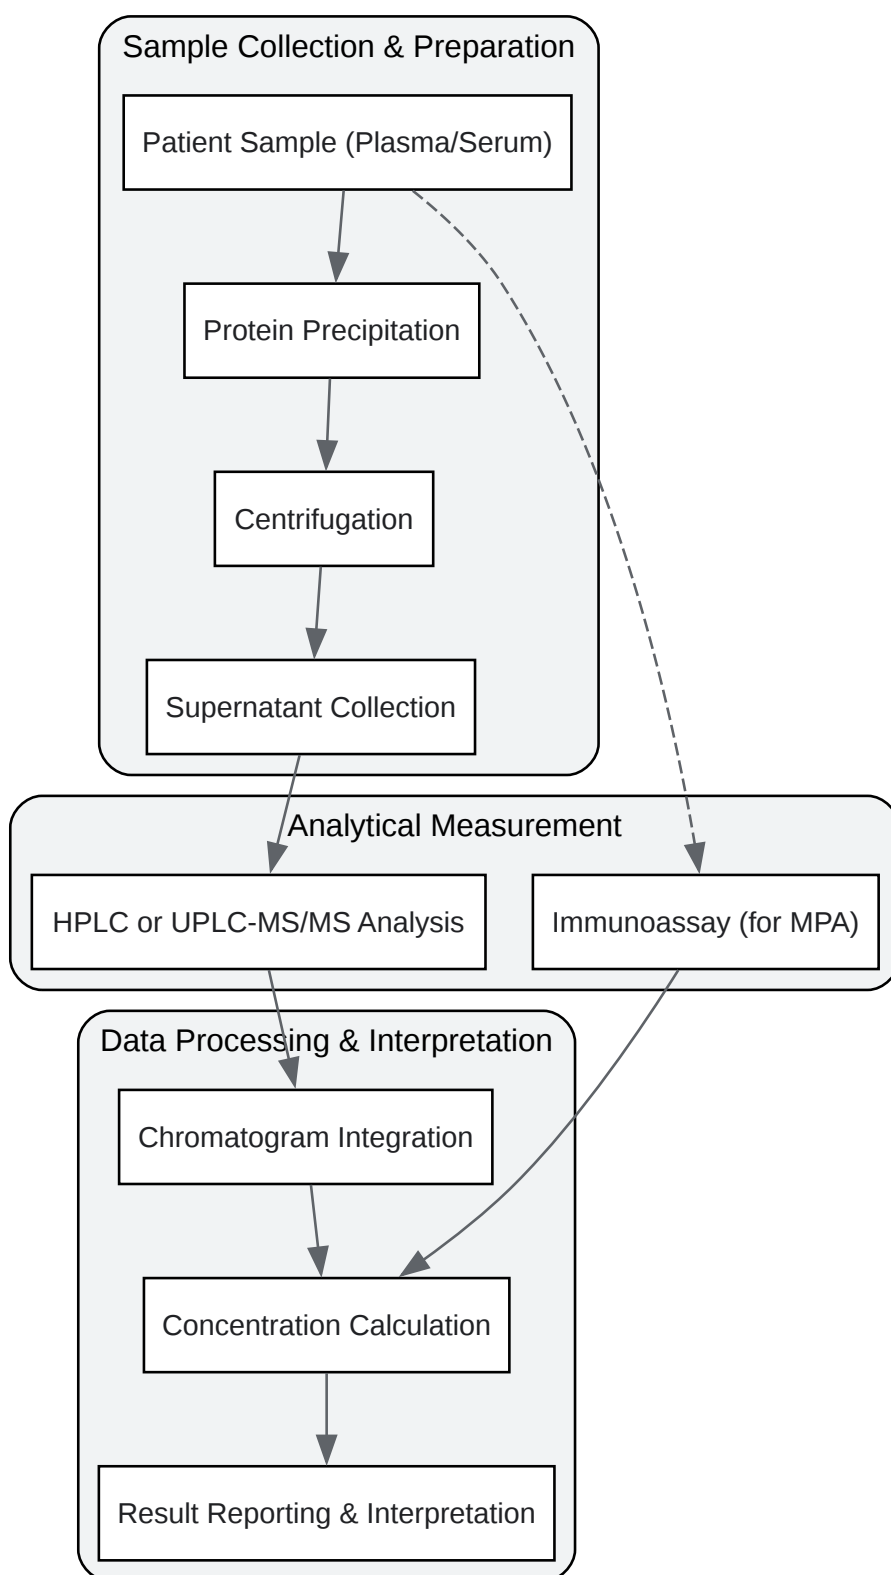 Sample Collection & Preparation
Patient Sample (Plasma/Serum)
Protein Precipitation
Centrifugation
Supernatant Collection
Analytical Measurement
HPLC or UPLC-MS/MS Analysis
Immunoassay (for MPA)
Data Processing & Interpretation
Chromatogram Integration
Concentration Calculation
Result Reporting & Interpretation